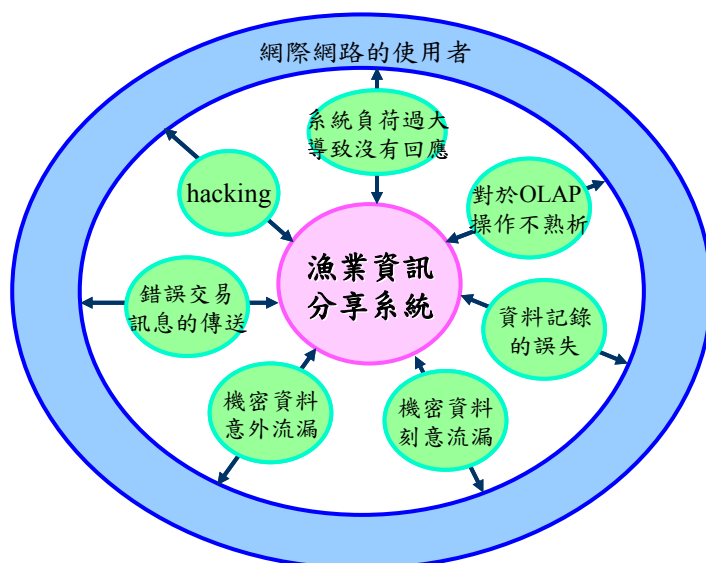 網際網路的使用者
系統負荷過大
導致沒有回應
hacking
對於OLAP
操作不熟析
漁業資訊
分享系統
錯誤交易
訊息的傳送
資料記錄
的誤失
機密資料
意外流漏
機密資料
刻意流漏